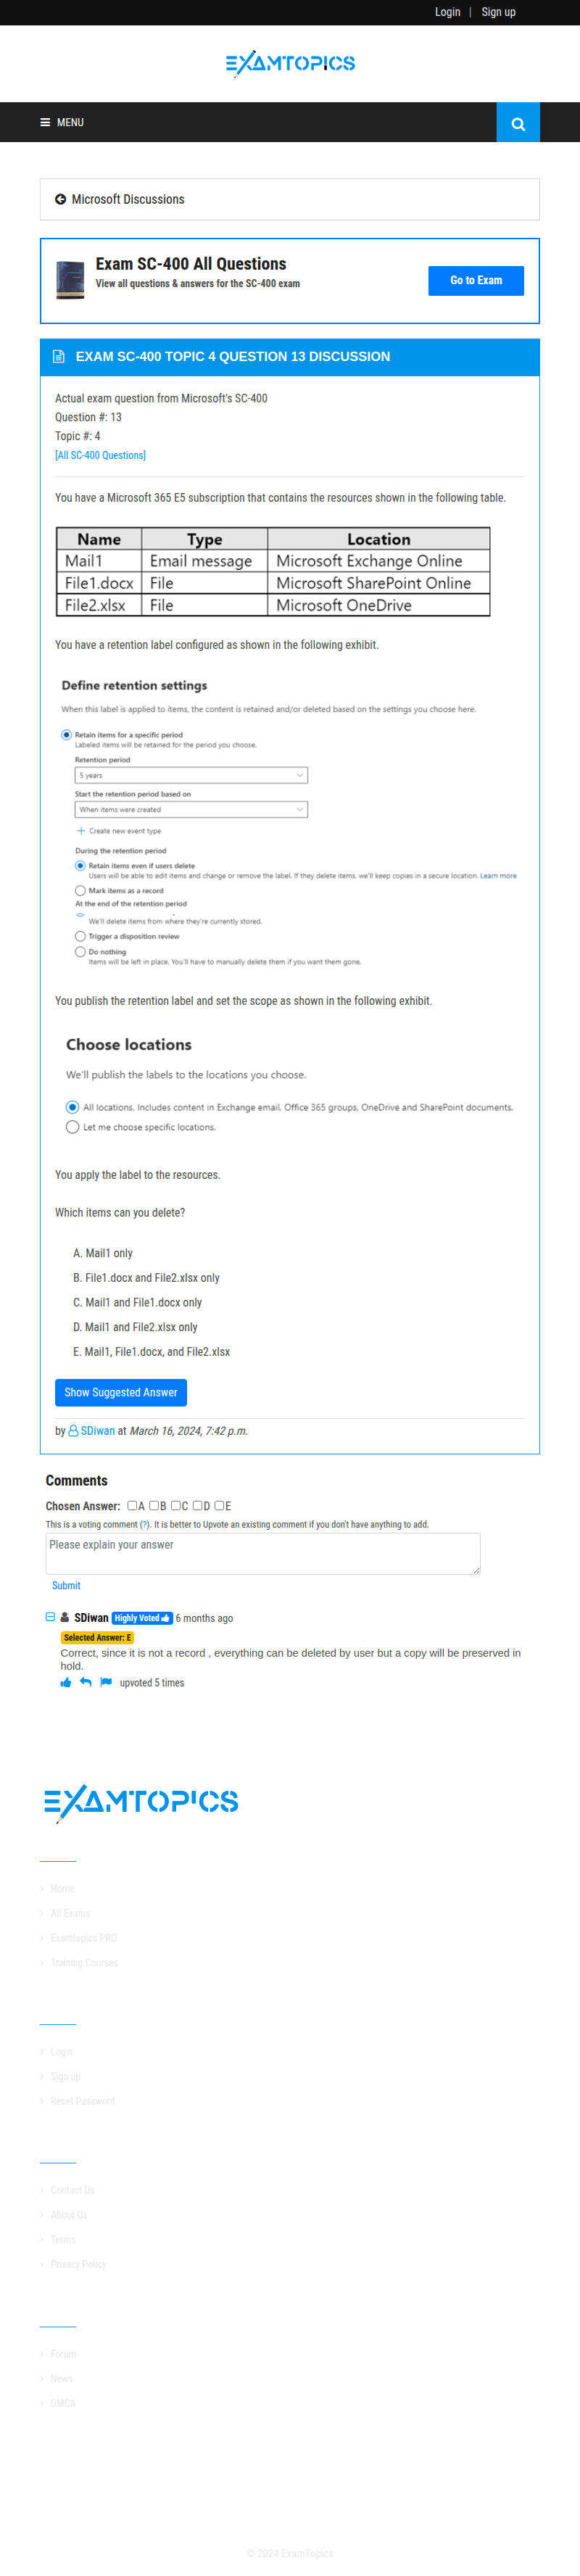 Login | Sign up
EXAMTOPICS
MENU
Microsoft Discussions
Exam SC-400 All Questions
View all questions & answers for the SC-400 exam
Go to Exam
EXAM SC-400 TOPIC 4 QUESTION 13 DISCUSSION
Actual exam question from Microsoft's SC-400
Question #: 13
Topic #: 4
[All SC-400 Questions]
You have a Microsoft 365 E5 subscription that contains the resources shown in the following table.
Name Type Location
Mail1 Email message Microsoft Exchange Online
File1.docx File Microsoft SharePoint Online
File2.xlsx File Microsoft OneDrive
You have a retention label configured as shown in the following exhibit.
Define retention settings
When this label is applied to items, the content is retained and/or deleted based on the settings you choose here.
Retain items for a specific period
Labeled items will be retained for the period you choose.
Retention period
5 years
Start the retention period based on
When items were created
+ Create new event type
During the retention period
Retain items even if users delete
Users will be able to edit items and change or remove the label. If they delete items, we'll keep copies in a secure location. Learn more
Mark items as a record
At the end of the retention period
We'll delete items from where they're currently stored.
Trigger a disposition review
Do nothing
Items will be left in place. You'll have to manually delete them if you want them gone.
You publish the retention label and set the scope as shown in the following exhibit.
Choose locations
We'll publish the labels to the locations you choose.
All locations. Includes content in Exchange email, Office 365 groups, OneDrive and SharePoint documents.
Let me choose specific locations.
You apply the label to the resources.
Which items can you delete?
A. Mail1 only
B. File1.docx and File2.xlsx only
C. Mail1 and File1.docx only
D. Mail1 and File2.xlsx only
E. Mail1, File1.docx, and File2.xlsx
Show Suggested Answer
by SDiwan at March 16, 2024, 7:42 p.m.
Comments
Chosen Answer: A B C D E
This is a voting comment (?). It is better to Upvote an existing comment if you don't have anything to add.
Please explain your answer
Submit
SDiwan Highly Voted 6 months ago
Selected Answer: E
Correct, since it is not a record , everything can be deleted by user but a copy will be preserved in
hold.
upvoted 5 times
EXAMTOPICS
Home
All Exams
Examtopics PRO
Training Courses
Login
Sign up
Reset Password
Contact Us
About Us
Terms
Privacy Policy
Forum
News
DMCA
© 2024 ExamTopics